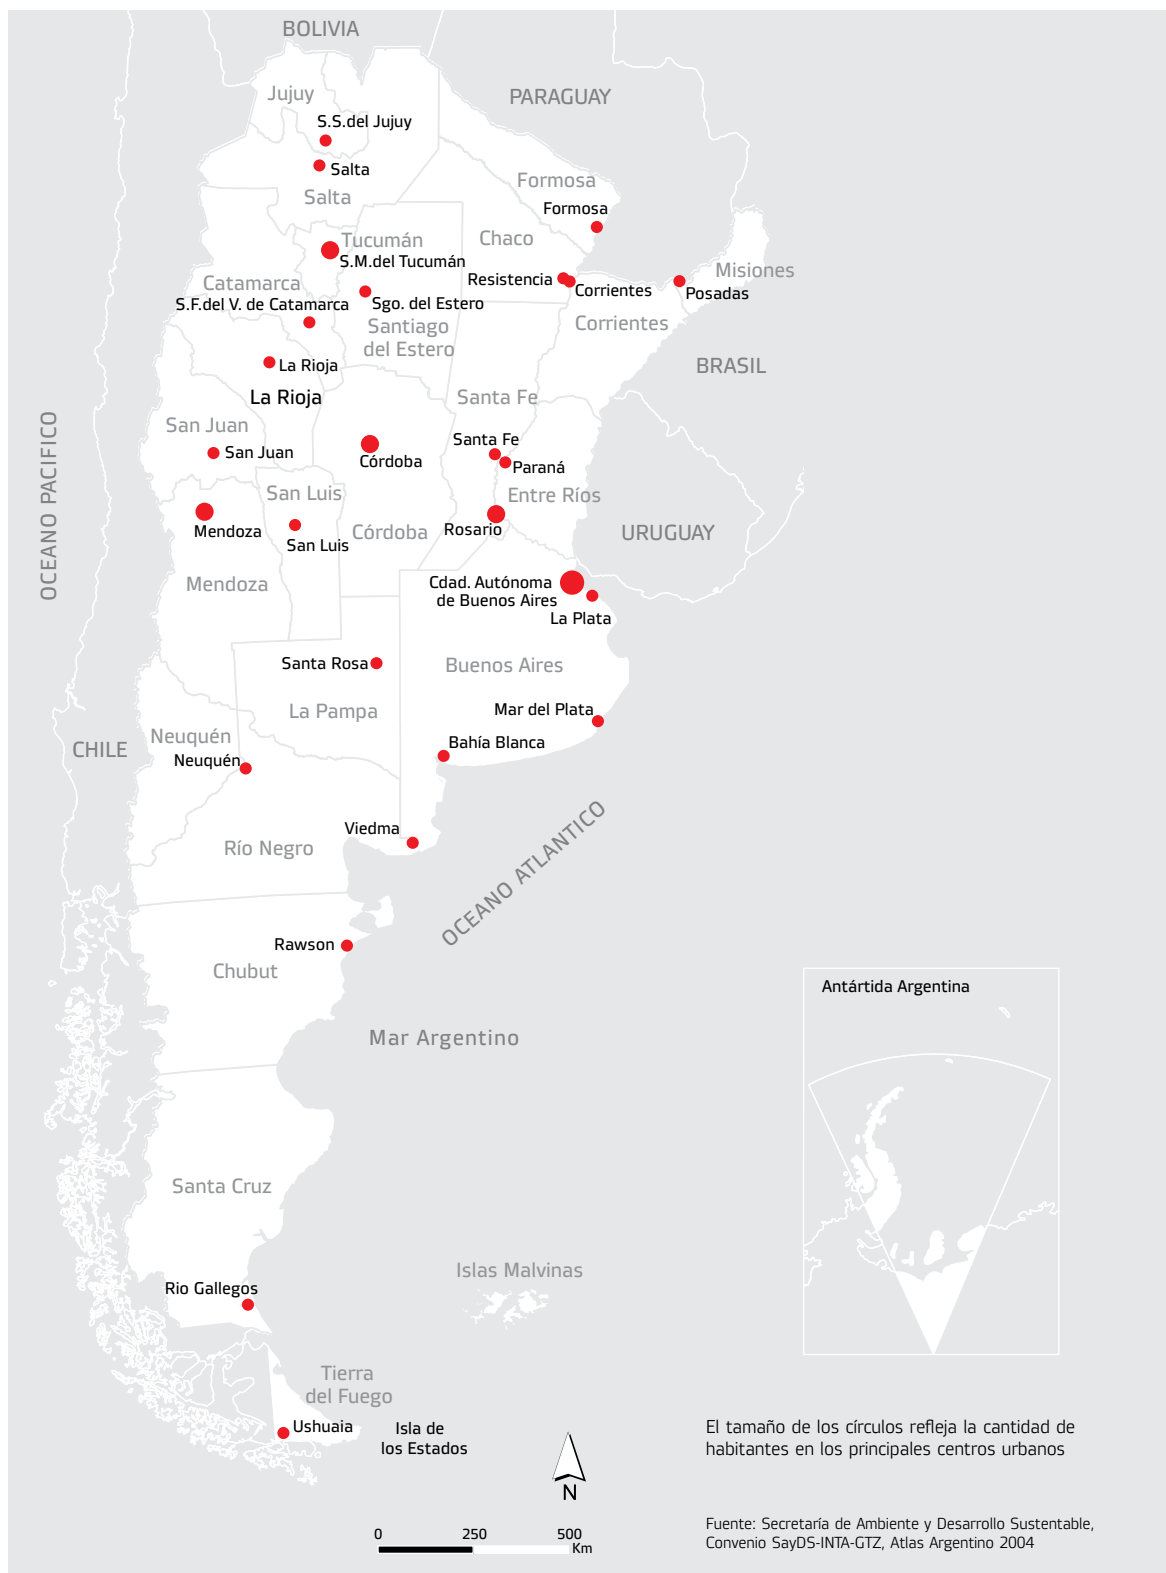 BOLIVIA
Jujuy
PARAGUAY
S.S.del Jujuy
Salta
Salta
Formosa
Formosa
Chaco
Tucumán
S.M.del Tucumán
Misiones
Catamarca
Resistencia
Corrientes
Posadas
S.F.del V. de Catamarca
Sgo. del Estero
Santiago
del Estero
Corrientes
La Rioja
BRASIL
La Rioja
Santa Fe
San Juan
San Juan
Santa Fe
Córdoba
Paraná
OCEANO PACIFICO
San Luis
Entre Ríos
Mendoza
San Luis
Córdoba
Rosario
URUGUAY
Mendoza
Cdad. Autónoma
de Buenos Aires
La Plata
Santa Rosa
Buenos Aires
La Pampa
Mar del Plata
Neuquén
CHILE
Neuquén
Bahía Blanca
Viedma
Río Negro
OCEANO ATLANTICO
Rawson
Chubut
Antártida Argentina
Mar Argentino
Santa Cruz
Islas Malvinas
Rio Gallegos
Tierra
del Fuego
Ushuaia
Isla de
los Estados
El tamaño de los círculos refleja la cantidad de
habitantes en los principales centros urbanos
N
0 250 500
Km
Fuente: Secretaría de Ambiente y Desarrollo Sustentable,
Convenio SayDS-INTA-GTZ, Atlas Argentino 2004